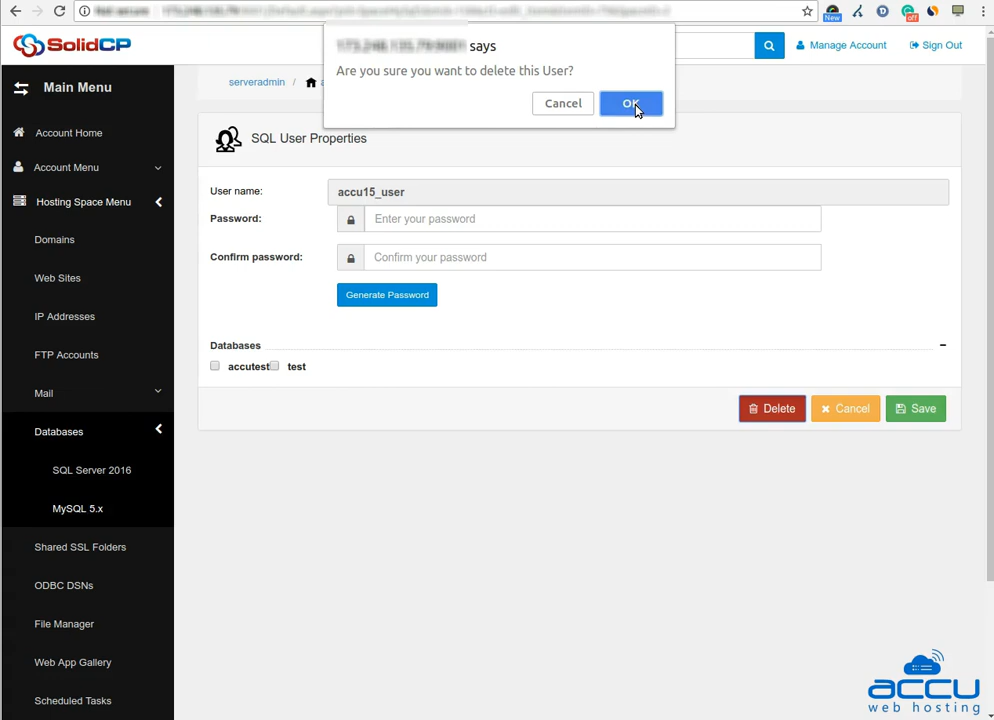 New
off
SolidCP
says
Are you sure you want to delete this User?
Cancel
OK
Manage Account
Sign Out
Main Menu
serveradmin /
Account Home
SQL User Properties
Account Menu
Hosting Space Menu
User name:
accu15_user
Password:
Enter your password
Domains
Confirm password:
Confirm your password
Web Sites
Generate Password
IP Addresses
Databases
FTP Accounts
accutest
test
Mail
Delete
Cancel
Save
Databases
SQL Server 2016
MySQL 5.x
Shared SSL Folders
ODBC DSNs
File Manager
Web App Gallery
Scheduled Tasks
accu
web hosting